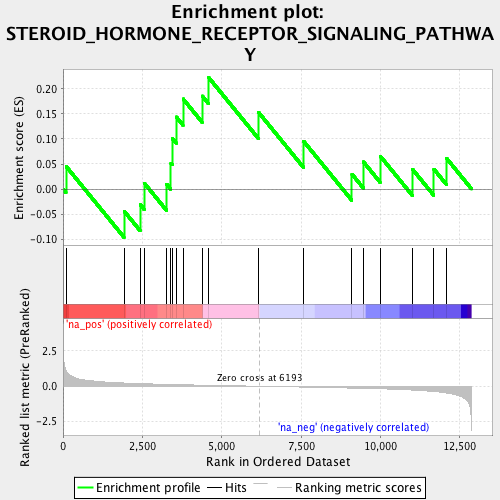 Enrichment plot:
STEROID_HORMONE_RECEPTOR_SIGNALING_PATHWA
Y
Enrichment score (ES)
0.20
0.15
0.10
0.05
0.00
-0.05
-0.10
'na_pos' (positively correlated)
Ranked list metric (PreRanked)
2.5
0.0
-2.5
Zero cross at 6193
'na_neg' (negatively correlated)
0 2,500 5,000 7,500 10,000 12,500
Rank in Ordered Dataset
Enrichment profile Hits Ranking metric scores